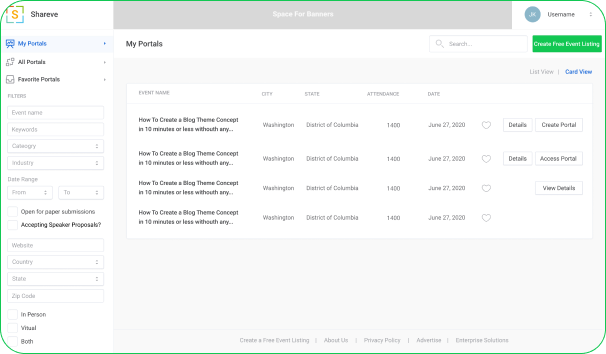 Shareve
Space For Banners
JK
Username
My Portals
All Portals
Favorite Portals
FILTERS
Event name
Keywords
Cateogry
Industry
Date Range
From
To
Open for paper submissions
Accepting Speaker Proposals?
Website
Country
State
Zip Code
In Person
Vitual
Both
My Portals
Search...
Create Free Event Listing
List View | Card View
EVENT NAME CITY STATE ATTENDANCE DATE
How To Create a Blog Theme Concept
in 10 minutes or less withouth any...
Washington District of Columbia 1400 June 27, 2020 Details Create Portal
How To Create a Blog Theme Concept
in 10 minutes or less withouth any...
Washington District of Columbia 1400 June 27, 2020 Details Access Portal
How To Create a Blog Theme Concept
in 10 minutes or less withouth any...
Washington District of Columbia 1400 June 27, 2020 View Details
How To Create a Blog Theme Concept
in 10 minutes or less withouth any...
Washington District of Columbia 1400 June 27, 2020
Create a Free Event Listing | About Us | Privacy Policy | Advertise | Enterprise Solutions